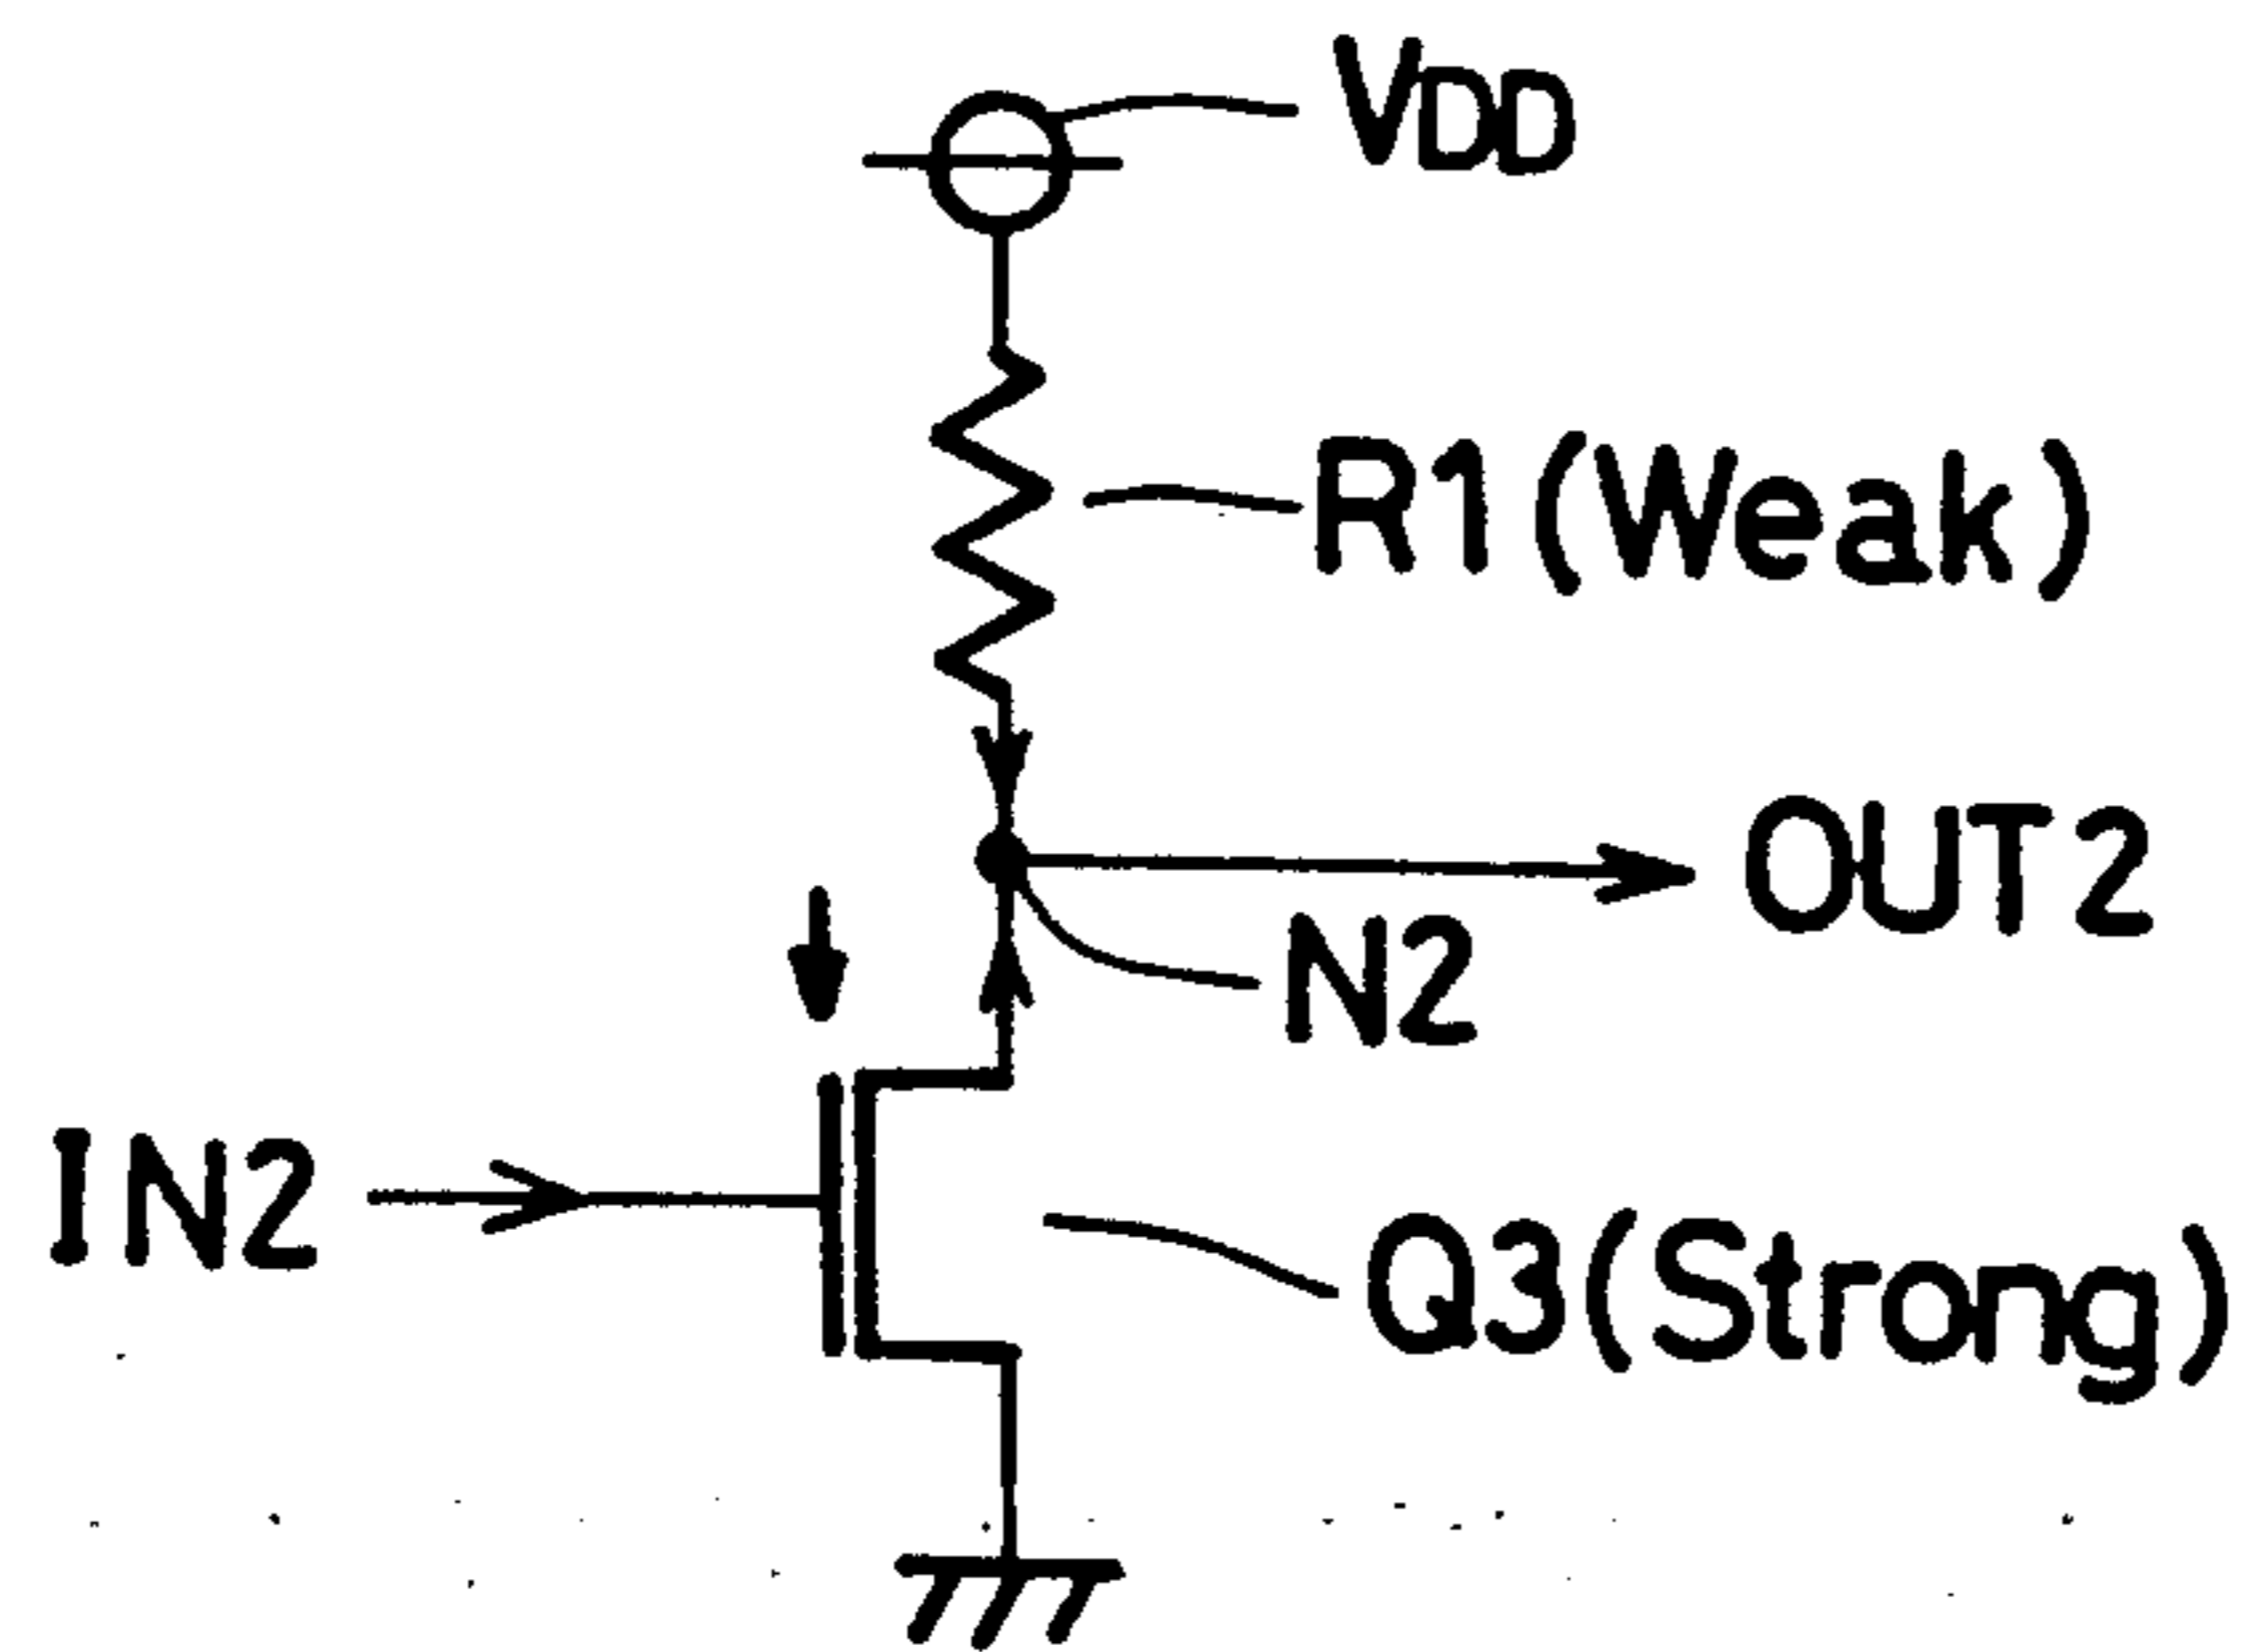 VDD
R1(Weak)
OUT2
N2
IN2
Q3(Strong)